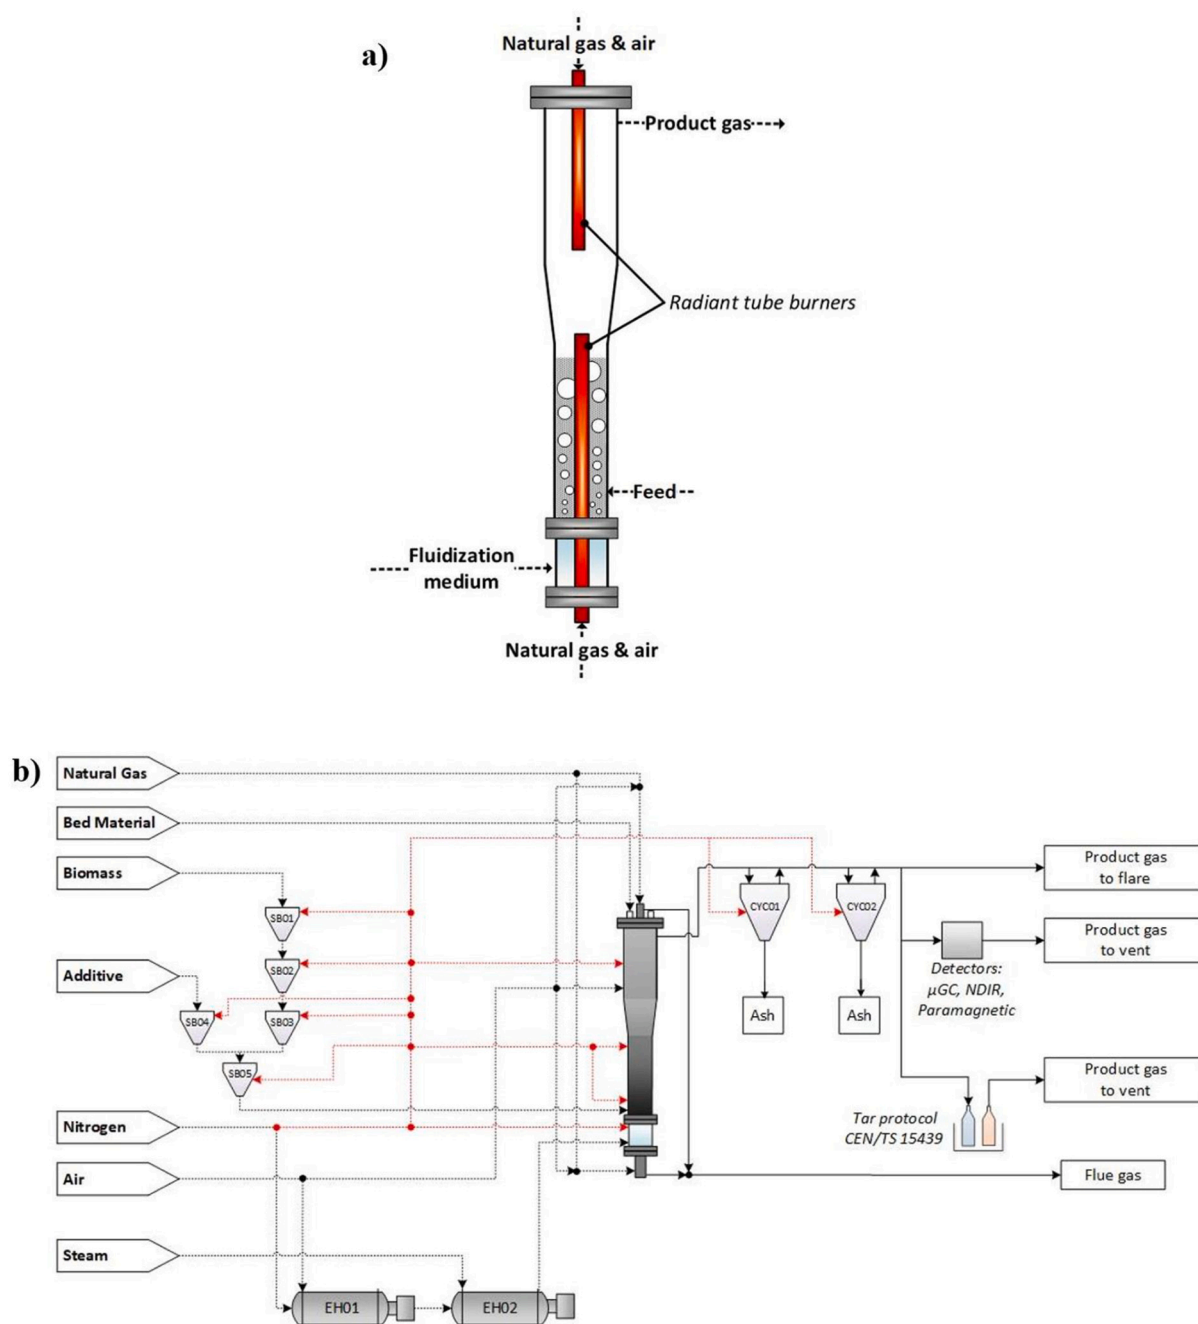 a)
Natural gas & air
Product gas
Radiant tube burners
Feed
Fluidization
medium
Natural gas & air
b)
Natural Gas
Bed Material
Biomass
SB01
SB02
Additive
SB04
SB03
SB05
Nitrogen
Air
Steam
EH01
EH02
CYC01
CYC02
Ash
Ash
Product gas
to flare
Product gas
to vent
Detectors:
µGC, NDIR,
Paramagnetic
Product gas
to vent
Tar protocol
CEN/TS 15439
Flue gas